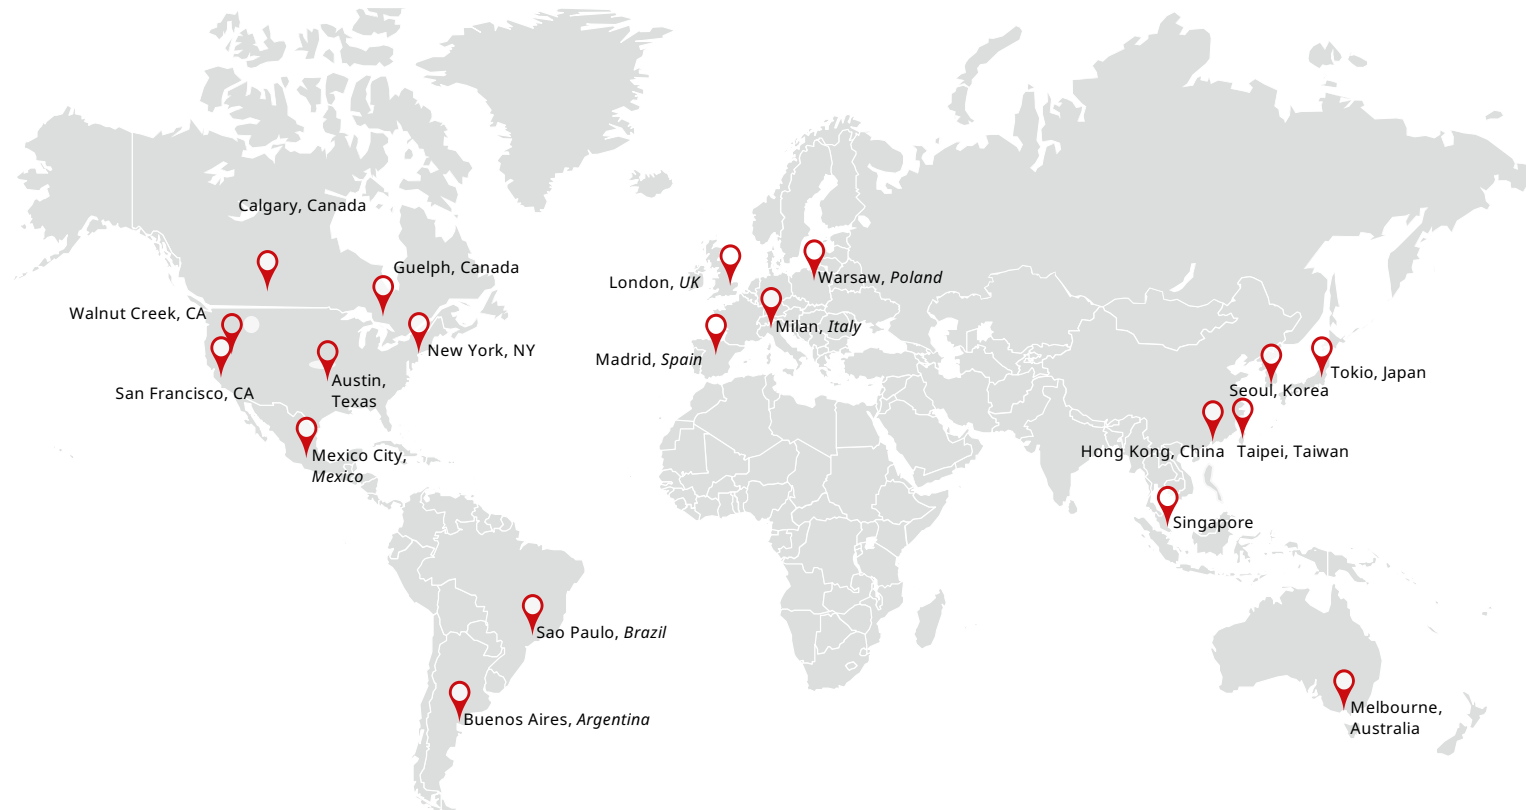 Calgary, Canada
Guelph, Canada
Walnut Creek, CA
New York, NY
San Francisco, CA
Austin,
Texas
Mexico City,
Mexico
Sao Paulo, Brazil
Buenos Aires, Argentina
London, UK
Warsaw, Poland
Milan, Italy
Madrid, Spain
Tokio, Japan
Seoul, Korea
Hong Kong, China
Taipei, Taiwan
Singapore
Melbourne,
Australia